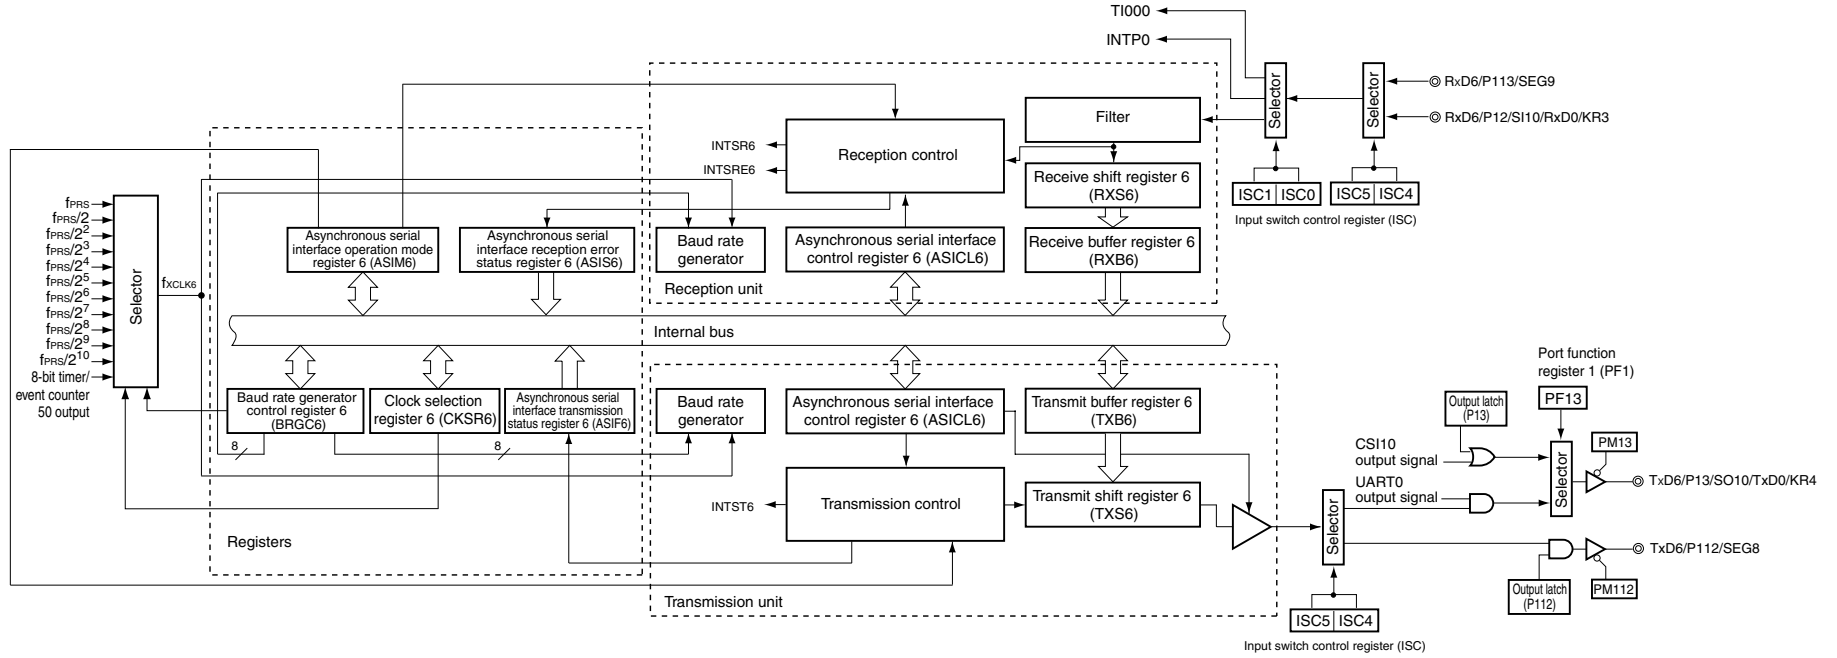 TI000
INTP0
Selector
Selector
RxD6/P113/SEG9
RxD6/P12/SI10/RxD0/KR3
ISC1 ISC0
ISC5 ISC4
Input switch control register (ISC)
Filter
Reception control
INTSR6
INTSRE6
Receive shift register 6
(RXS6)
Asynchronous serial
interface operation mode
register 6 (ASIM6)
Asynchronous serial
interface reception error
status register 6 (ASIS6)
Baud rate
generator
Asynchronous serial interface
control register 6 (ASICL6)
Receive buffer register 6
(RXB6)
Reception unit
fPRS
fPRS/2
fPRS/2²
fPRS/2³
fPRS/2⁴
fPRS/2⁵
fPRS/2⁶
fPRS/2⁷
fPRS/2⁸
fPRS/2⁹
fPRS/2¹⁰
8-bit timer/
event counter
50 output
Selector
fXCLK6
Internal bus
Baud rate generator
control register 6
(BRGC6)
Clock selection
register 6 (CKSR6)
Asynchronous serial
interface transmission
status register 6 (ASIF6)
Baud rate
generator
Asynchronous serial interface
control register 6 (ASICL6)
Transmit buffer register 6
(TXB6)
8
8
INTST6
Transmission control
Transmit shift register 6
(TXS6)
Registers
Transmission unit
Port function
register 1 (PF1)
PF13
Output latch
(P13)
PM13
CSI10
output signal
UART0
output signal
Selector
Selector
TxD6/P13/SO10/TxD0/KR4
TxD6/P112/SEG8
Output latch
(P112)
PM112
ISC5 ISC4
Input switch control register (ISC)